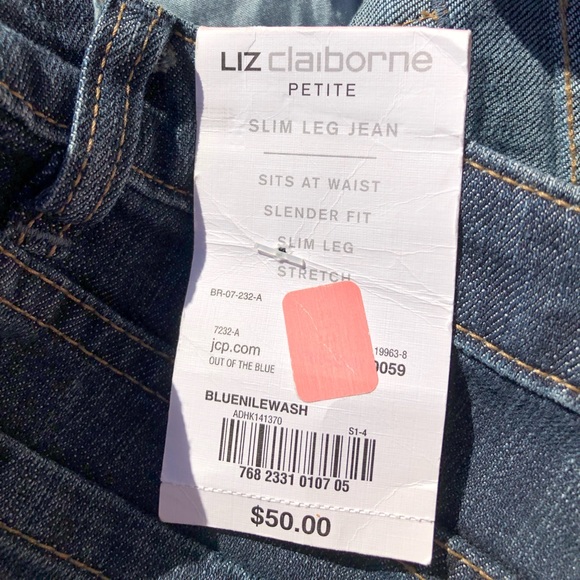 LIZ claiborne
PETITE
SLIM LEG JEAN
SITS AT WAIST
SLENDER FIT
SLIM LEG
STRETCH
BR-07-232-A
7232-A
19963-8
jcp.com
0059
OUT OF THE BLUE
BLUENILEWASH
ADHK141370
S1-4
768 2331 0107 05
$50.00